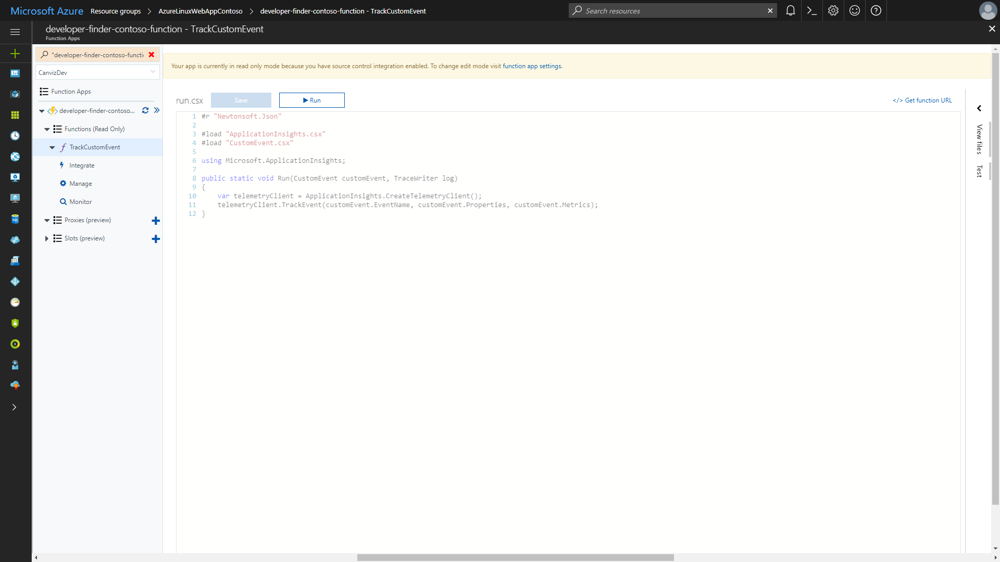 Microsoft Azure Resource groups AzureLinuxWebAppContoso developer-finder-contoso-function - TrackCustomEvent Search resources
developer-finder-contoso-function - TrackCustomEvent
Function Apps
"developer-finder-contoso-functi
CanvizDev
Function Apps
developer-finder-contoso...
Functions (Read Only)
TrackCustomEvent
Integrate
Manage
Monitor
Proxies (preview)
Slots (preview)
Your app is currently in read only mode because you have source control integration enabled. To change edit mode visit function app settings.
run.csx Save Run </> Get function URL
1 #r "Newtonsoft.Json"
2
3 #load "ApplicationInsights.csx"
4 #load "CustomEvent.csx"
5
6 using Microsoft.ApplicationInsights;
7
8 public static void Run(CustomEvent customEvent, TraceWriter log)
9 {
10 var telemetryClient = ApplicationInsights.CreateTelemetryClient();
11 telemetryClient.TrackEvent(customEvent.EventName, customEvent.Properties, customEvent.Metrics);
12 }
View files
Test